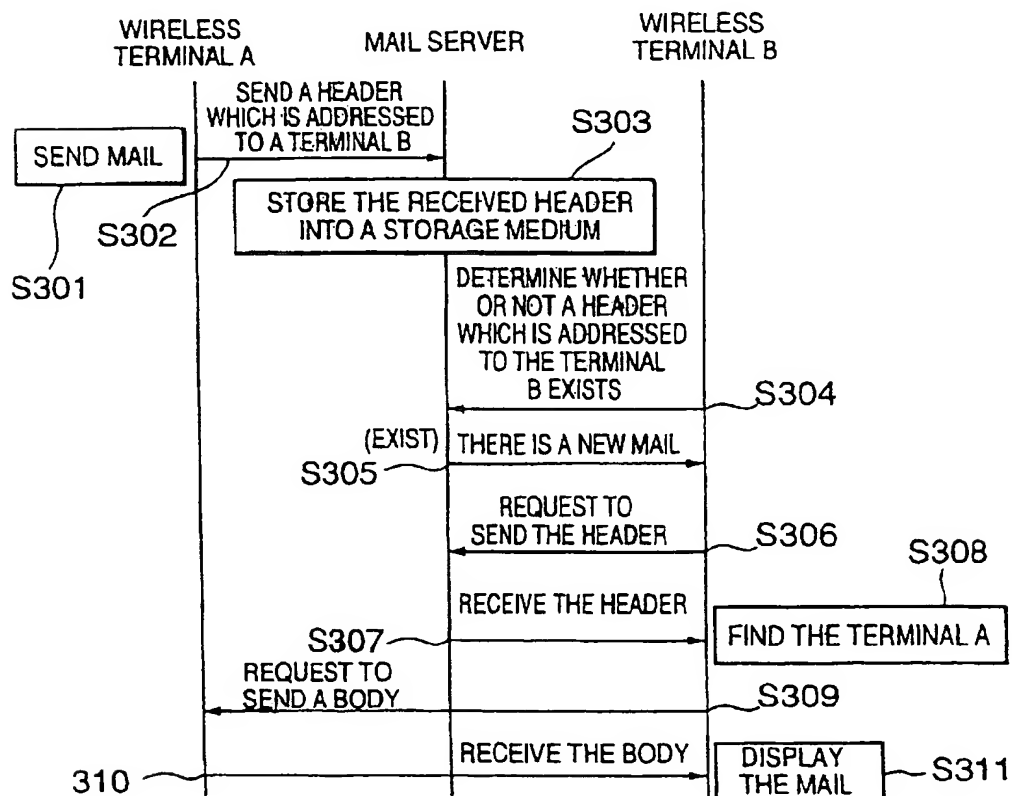 WIRELESS
TERMINAL A
MAIL SERVER
WIRELESS
TERMINAL B
SEND A HEADER
WHICH IS ADDRESSED
TO A TERMINAL B
S303
SEND MAIL
STORE THE RECEIVED HEADER
INTO A STORAGE MEDIUM
S302
S301
DETERMINE WHETHER
OR NOT A HEADER
WHICH IS ADDRESSED
TO THE TERMINAL
B EXISTS
S304
(EXIST)
THERE IS A NEW MAIL
S305
REQUEST TO
SEND THE HEADER
S306
S308
RECEIVE THE HEADER
FIND THE TERMINAL A
S307
REQUEST TO
SEND A BODY
S309
RECEIVE THE BODY
DISPLAY
THE MAIL
310
S311